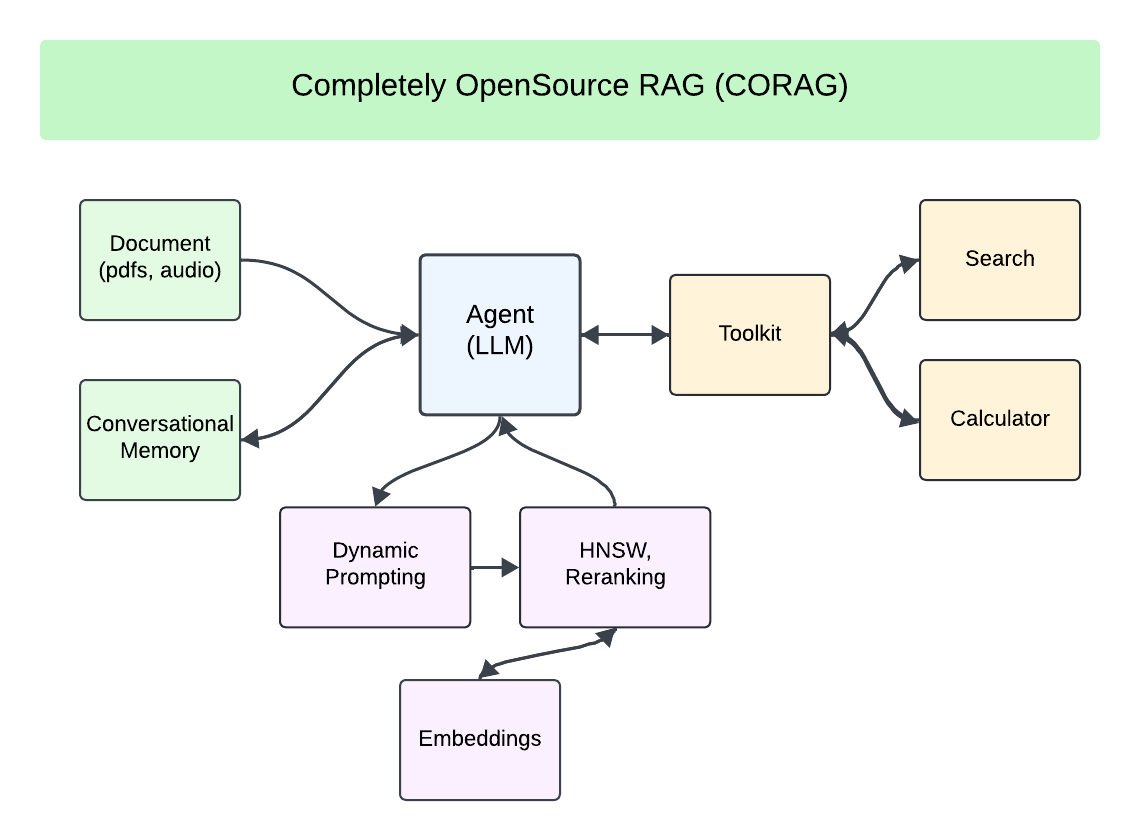 Completely OpenSource RAG (CORAG)
Document
(pdfs, audio)
Conversational
Memory
Agent
(LLM)
Toolkit
Search
Calculator
Dynamic
Prompting
HNSW,
Reranking
Embeddings